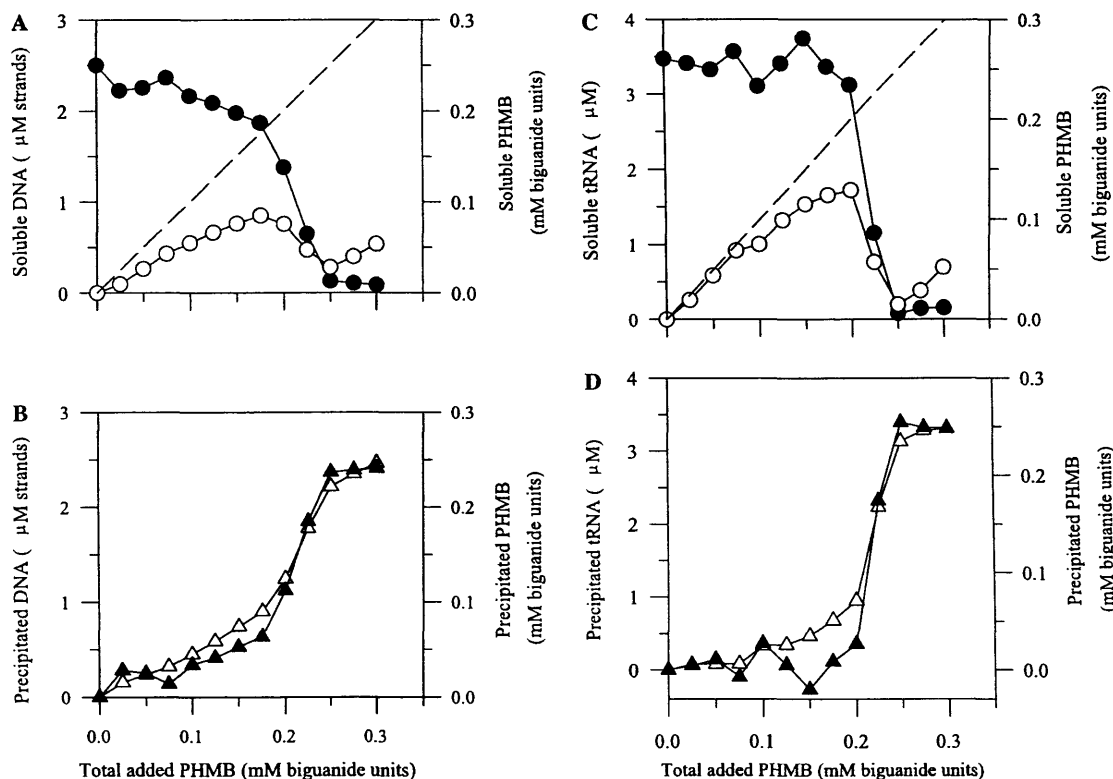 A
3
2
1
0
Soluble DNA ( μM strands)
0.3
0.2
0.1
0.0
Soluble PHMB
(mM biguanide units)
C
4
3
2
1
0
Soluble tRNA ( μM)
0.3
0.2
0.1
0.0
Soluble PHMB
(mM biguanide units)
B
3
2
1
0
Precipitated DNA ( μM strands)
0.3
0.2
0.1
0.0
Precipitated PHMB
(mM biguanide units)
0.0 0.1 0.2 0.3
Total added PHMB (mM biguanide units)
D
4
3
2
1
0
Precipitated tRNA ( μM)
0.3
0.2
0.1
0.0
Precipitated PHMB
(mM biguanide units)
0.0 0.1 0.2 0.3
Total added PHMB (mM biguanide units)